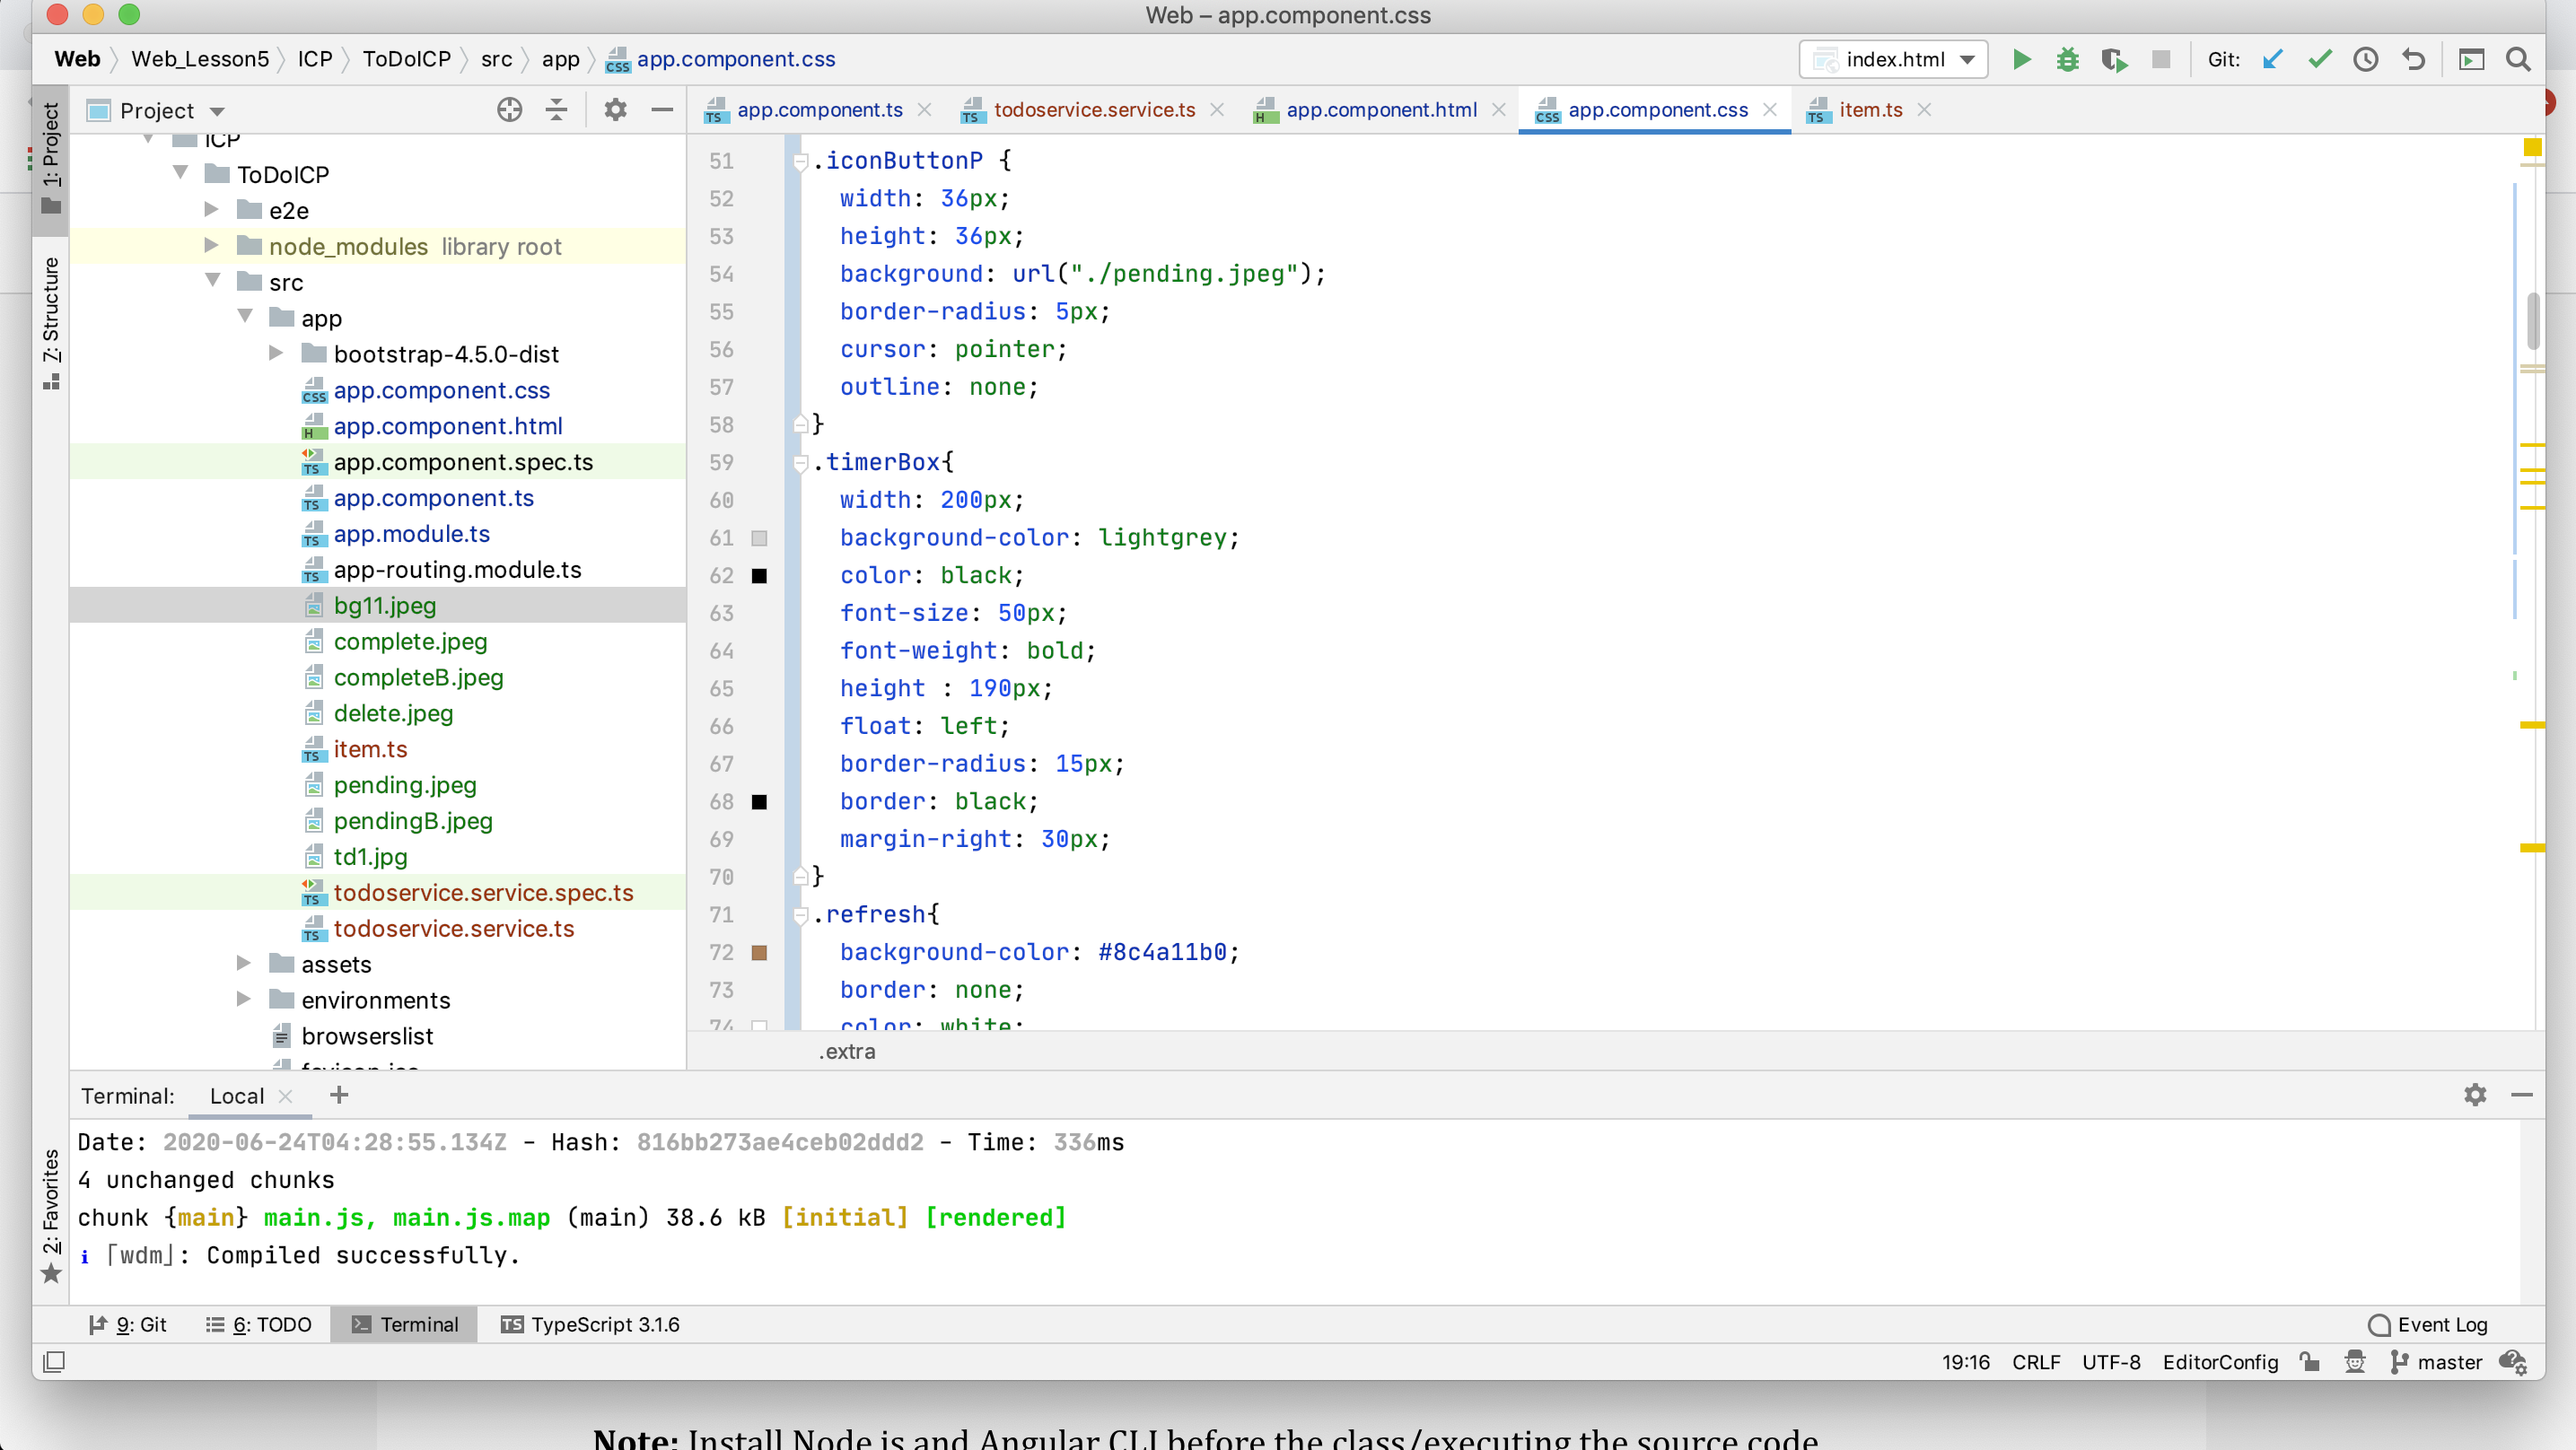 Web – app.component.css
Web Web_Lesson5 ICP ToDoICP src app app.component.css index.html Git:
1: Project
7: Structure
2: Favorites
Project
ICP
ToDoICP
e2e
node_modules library root
src
app
bootstrap-4.5.0-dist
app.component.css
app.component.html
app.component.spec.ts
app.component.ts
app.module.ts
app-routing.module.ts
bg11.jpeg
complete.jpeg
completeB.jpeg
delete.jpeg
item.ts
pending.jpeg
pendingB.jpeg
td1.jpg
todoservice.service.spec.ts
todoservice.service.ts
assets
environments
browserslist
favicon.ico
app.component.ts todoservice.service.ts app.component.html app.component.css item.ts
51 .iconButtonP {
52 width: 36px;
53 height: 36px;
54 background: url("./pending.jpeg");
55 border-radius: 5px;
56 cursor: pointer;
57 outline: none;
58 }
59 .timerBox{
60 width: 200px;
61 background-color: lightgrey;
62 color: black;
63 font-size: 50px;
64 font-weight: bold;
65 height : 190px;
66 float: left;
67 border-radius: 15px;
68 border: black;
69 margin-right: 30px;
70 }
71 .refresh{
72 background-color: #8c4a11b0;
73 border: none;
74 color: white;
.extra
Terminal: Local
Date: 2020-06-24T04:28:55.134Z - Hash: 816bb273ae4ceb02ddd2 - Time: 336ms
4 unchanged chunks
chunk {main} main.js, main.js.map (main) 38.6 kB [initial] [rendered]
i ｢wdm｣: Compiled successfully.
9: Git 6: TODO Terminal TypeScript 3.1.6 Event Log
19:16 CRLF UTF-8 EditorConfig master
Note: Install Node js and Angular CLI before the class/executing the source code